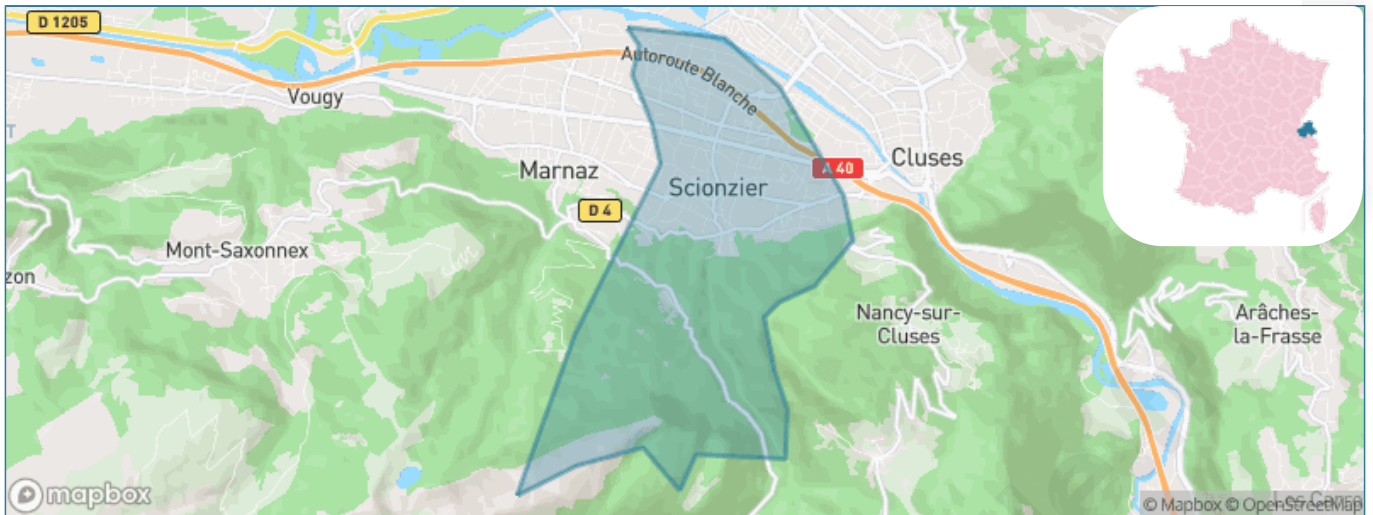 D 1205
Autoroute Blanche
Vougy
Cluses
Marnaz
A 40
Scionzier
D 4
Mont-Saxonnex
zon
Nancy-sur-
Cluses
Arâches-
la-Frasse
mapbox
© Mapbox © OpenStreetMap